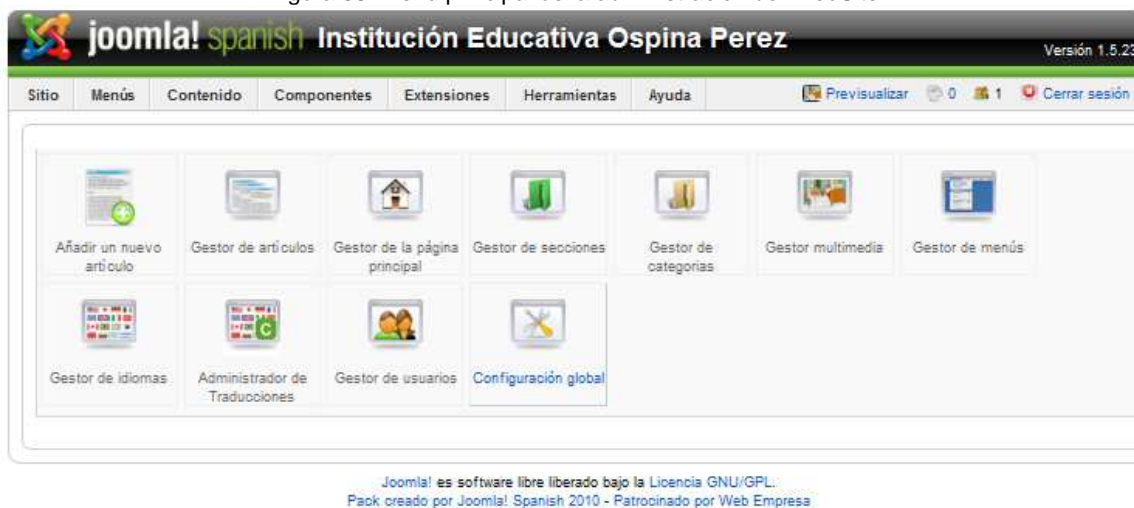 joomla! spanish Institución Educativa Ospina Perez
Versión 1.5.23
Sitio Menús Contenido Componentes Extensiones Herramientas Ayuda Previsualizar 0 1 Cerrar sesión
Añadir un nuevo artículo
Gestor de artículos
Gestor de la página principal
Gestor de secciones
Gestor de categorias
Gestor multimedia
Gestor de menús
Gestor de idiomas
Administrador de Traducciones
Gestor de usuarios
Configuración global
Joomla! es software libre liberado bajo la Licencia GNU/GPL.
Pack creado por Joomla! Spanish 2010 - Patrocinado por Web Empresa